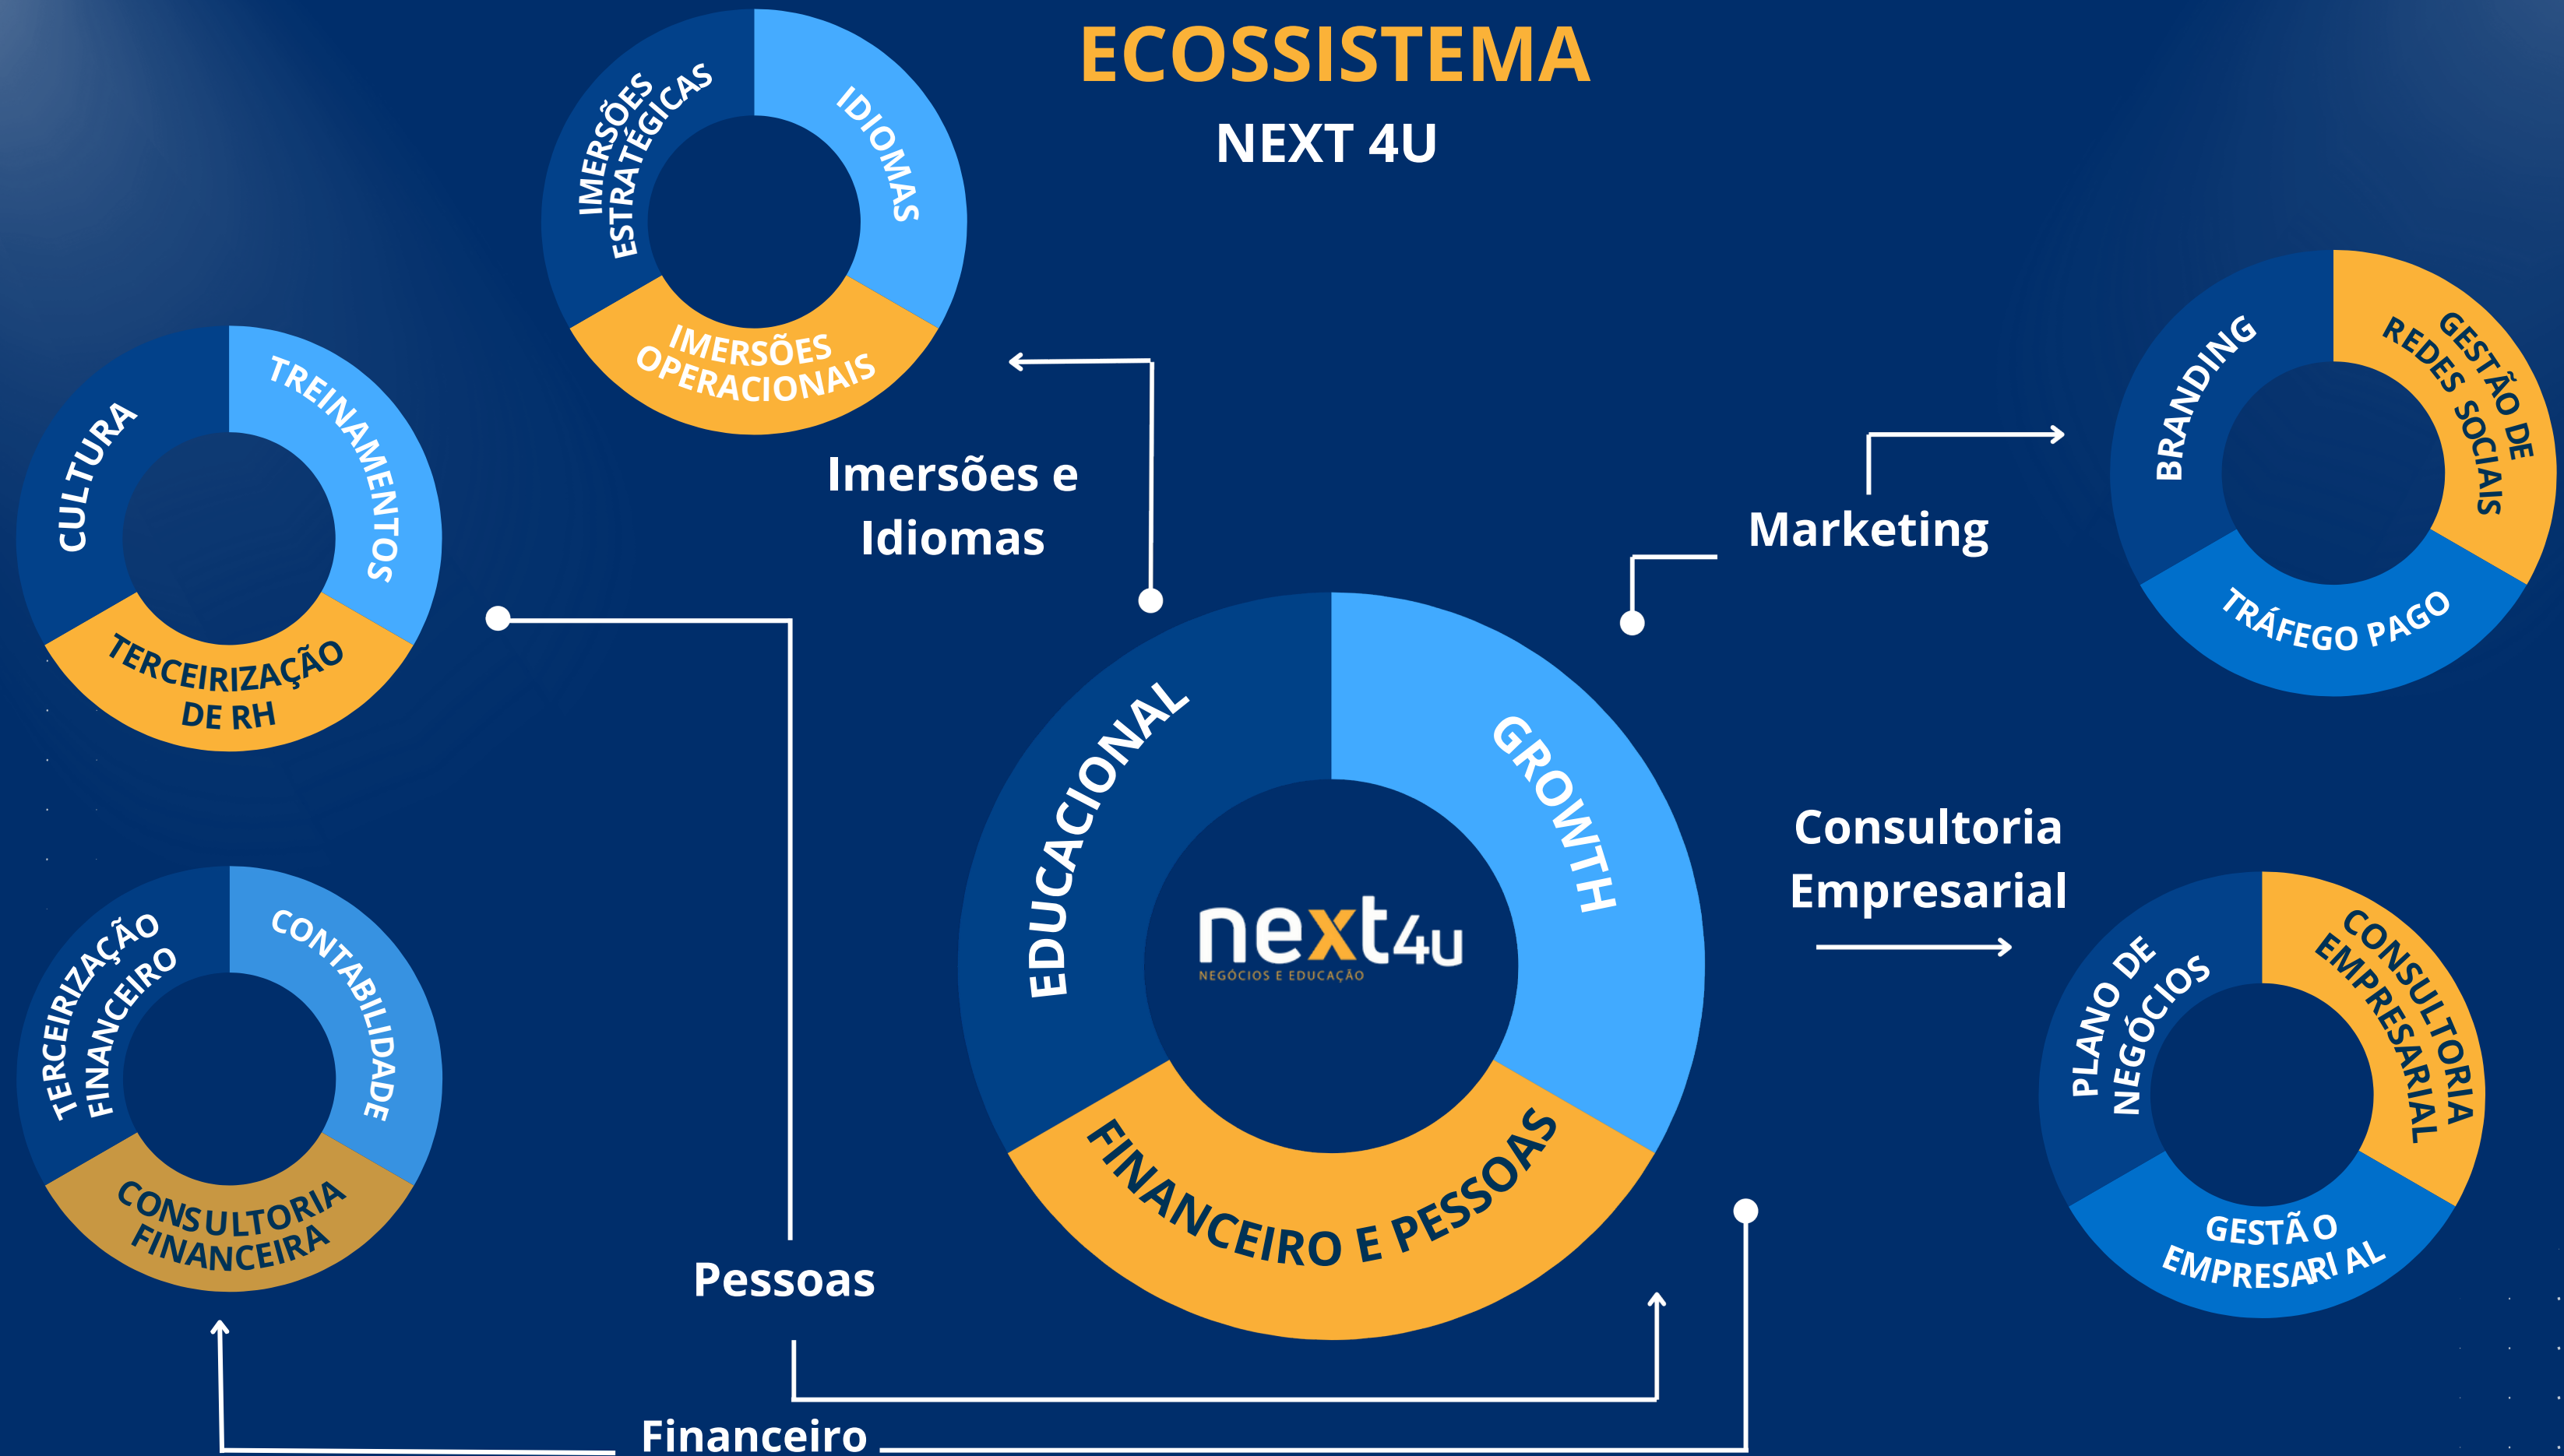 ECOSSISTEMA
NEXT 4U
IMERSÕES
ESTRATÉGICAS
IDIOMAS
IMERSÕES
OPERACIONAIS
CULTURA
TREINAMENTOS
TERCEIRIZAÇÃO
DE RH
Imersões e
Idiomas
Marketing
BRANDING
GESTÃO DE
REDES SOCIAIS
TRÁFEGO PAGO
EDUCACIONAL
GROWTH
FINANCEIRO E PESSOAS
next4u
NEGÓCIOS E EDUCAÇÃO
Consultoria
Empresarial
PLANO DE
NEGÓCIOS
CONSULTORIA
EMPRESARIAL
GESTÃO
EMPRESARIAL
TERCEIRIZAÇÃO
FINANCEIRO
CONTABILIDADE
CONSULTORIA
FINANCEIRA
Pessoas
Financeiro